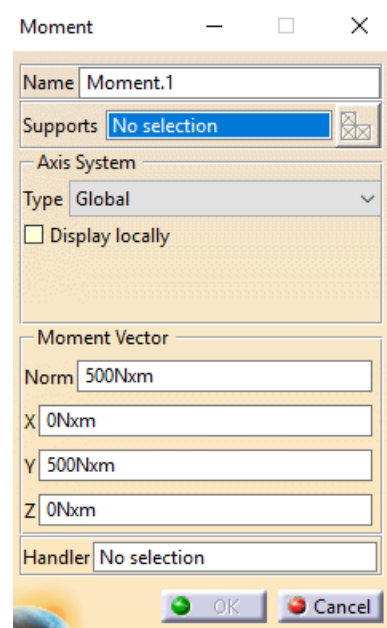 Moment
Name Moment.1
Supports No selection
Axis System
Type Global
Display locally
Moment Vector
Norm 500Nxm
X 0Nxm
Y 500Nxm
Z 0Nxm
Handler No selection
OK Cancel